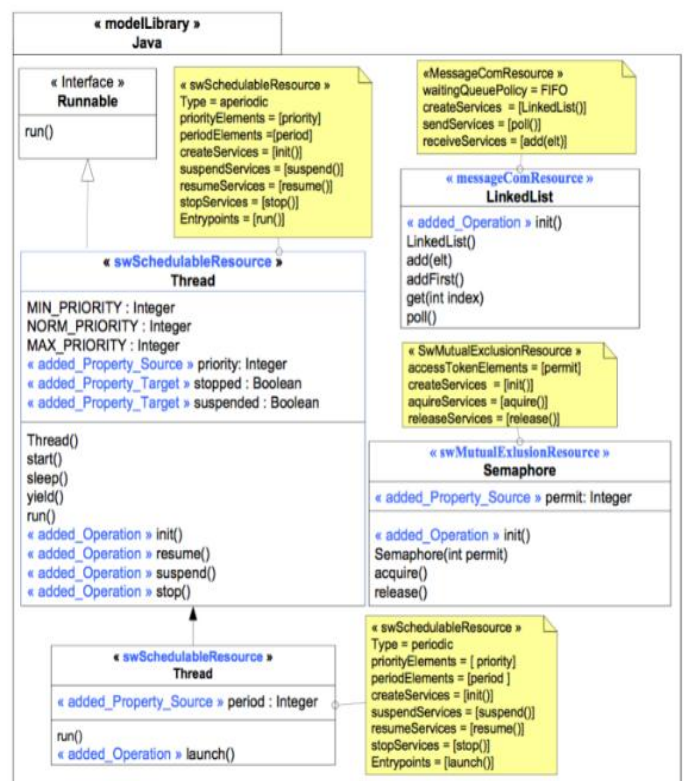 « modelLibrary »
Java
« Interface »
Runnable
run()
« swSchedulableResource »
Type = aperiodic
priorityElements = [priority]
periodElements = [period]
createServices = [init()]
suspendServices = [suspend()]
resumeServices = [resume()]
stopServices = [stop()]
Entrypoints = [run()]
«MessageComResource »
waitingQueuePolicy = FIFO
createServices = [LinkedList()]
sendServices = [poll()]
receiveServices = [add(elt)]
« messageComResource »
LinkedList
« added_Operation » init()
LinkedList()
add(elt)
addFirst()
get(int index)
poll()
« swSchedulableResource »
Thread
MIN_PRIORITY : Integer
NORM_PRIORITY : Integer
MAX_PRIORITY : Integer
« added_Property_Source » priority: Integer
« added_Property_Target » stopped : Boolean
« added_Property_Target » suspended : Boolean
Thread()
start()
sleep()
yield()
run()
« added_Operation » init()
« added_Operation » resume()
« added_Operation » suspend()
« added_Operation » stop()
« SwMutualExclusionResource »
accessTokenElements = [permit]
createServices = [init()]
aquireServices = [aquire()]
releaseServices = [release()]
« swMutualExlusionResource »
Semaphore
« added_Property_Source » permit: Integer
« added_Operation » init()
Semaphore(int permit)
acquire()
release()
« swSchedulableResource »
Thread
« added_Property_Source » period : Integer
run()
« added_Operation » launch()
« swSchedulableResource »
Type = periodic
priorityElements = [ priority]
periodElements = [period ]
createServices = [init()]
suspendServices = [suspend()]
resumeServices = [resume()]
stopServices = [stop()]
Entrypoints = [launch()]